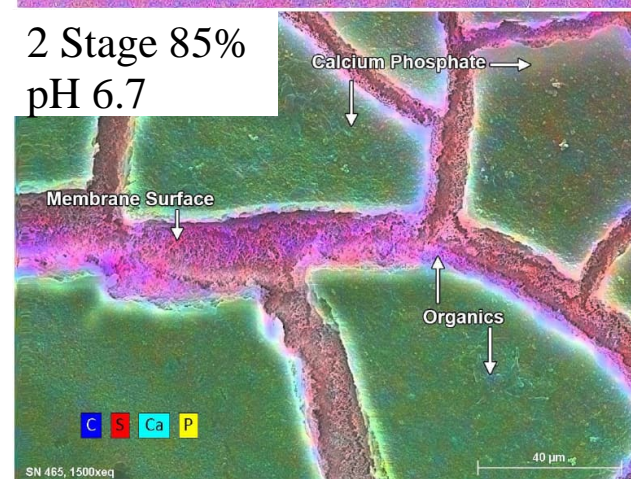 2 Stage 85%
pH 6.7
Calcium Phosphate
Membrane Surface
Organics
C S Ca P
40 µm
SN 465, 1500xeq